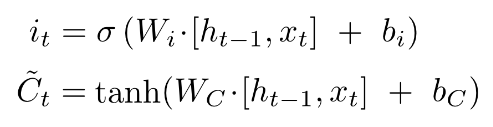 i_t = σ (W_i · [h_{t−1}, x_t] + b_i)
C̃_t = tanh(W_C · [h_{t−1}, x_t] + b_C)